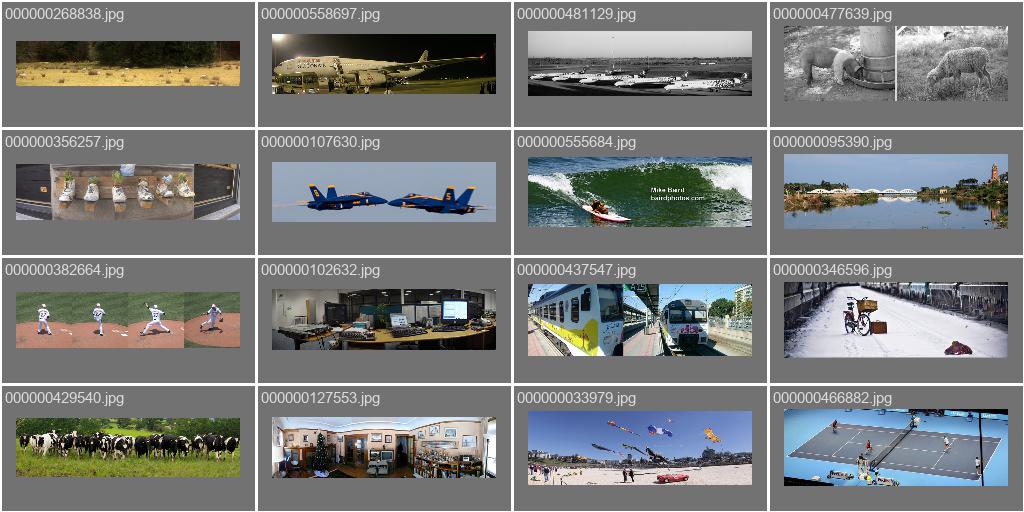 000000268838.jpg
000000558697.jpg
000000481129.jpg
000000477639.jpg
000000356257.jpg
000000107630.jpg
000000555684.jpg
Mike Baird
bairdphotos.com
000000095390.jpg
000000382664.jpg
000000102632.jpg
000000437547.jpg
000000346596.jpg
000000429540.jpg
000000127553.jpg
000000033979.jpg
000000466882.jpg